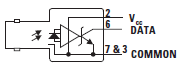 2
Vcc
6
DATA
7 & 3
COMMON